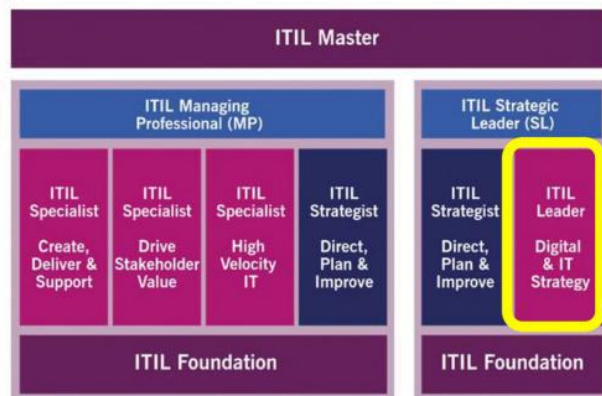 ITIL Master
ITIL Managing
Professional (MP)
ITIL
Specialist
Create,
Deliver &
Support
ITIL
Specialist
Drive
Stakeholder
Value
ITIL
Specialist
High
Velocity
IT
ITIL
Strategist
Direct,
Plan &
Improve
ITIL Foundation
ITIL Strategic
Leader (SL)
ITIL
Strategist
Direct,
Plan &
Improve
ITIL
Leader
Digital
& IT
Strategy
ITIL Foundation